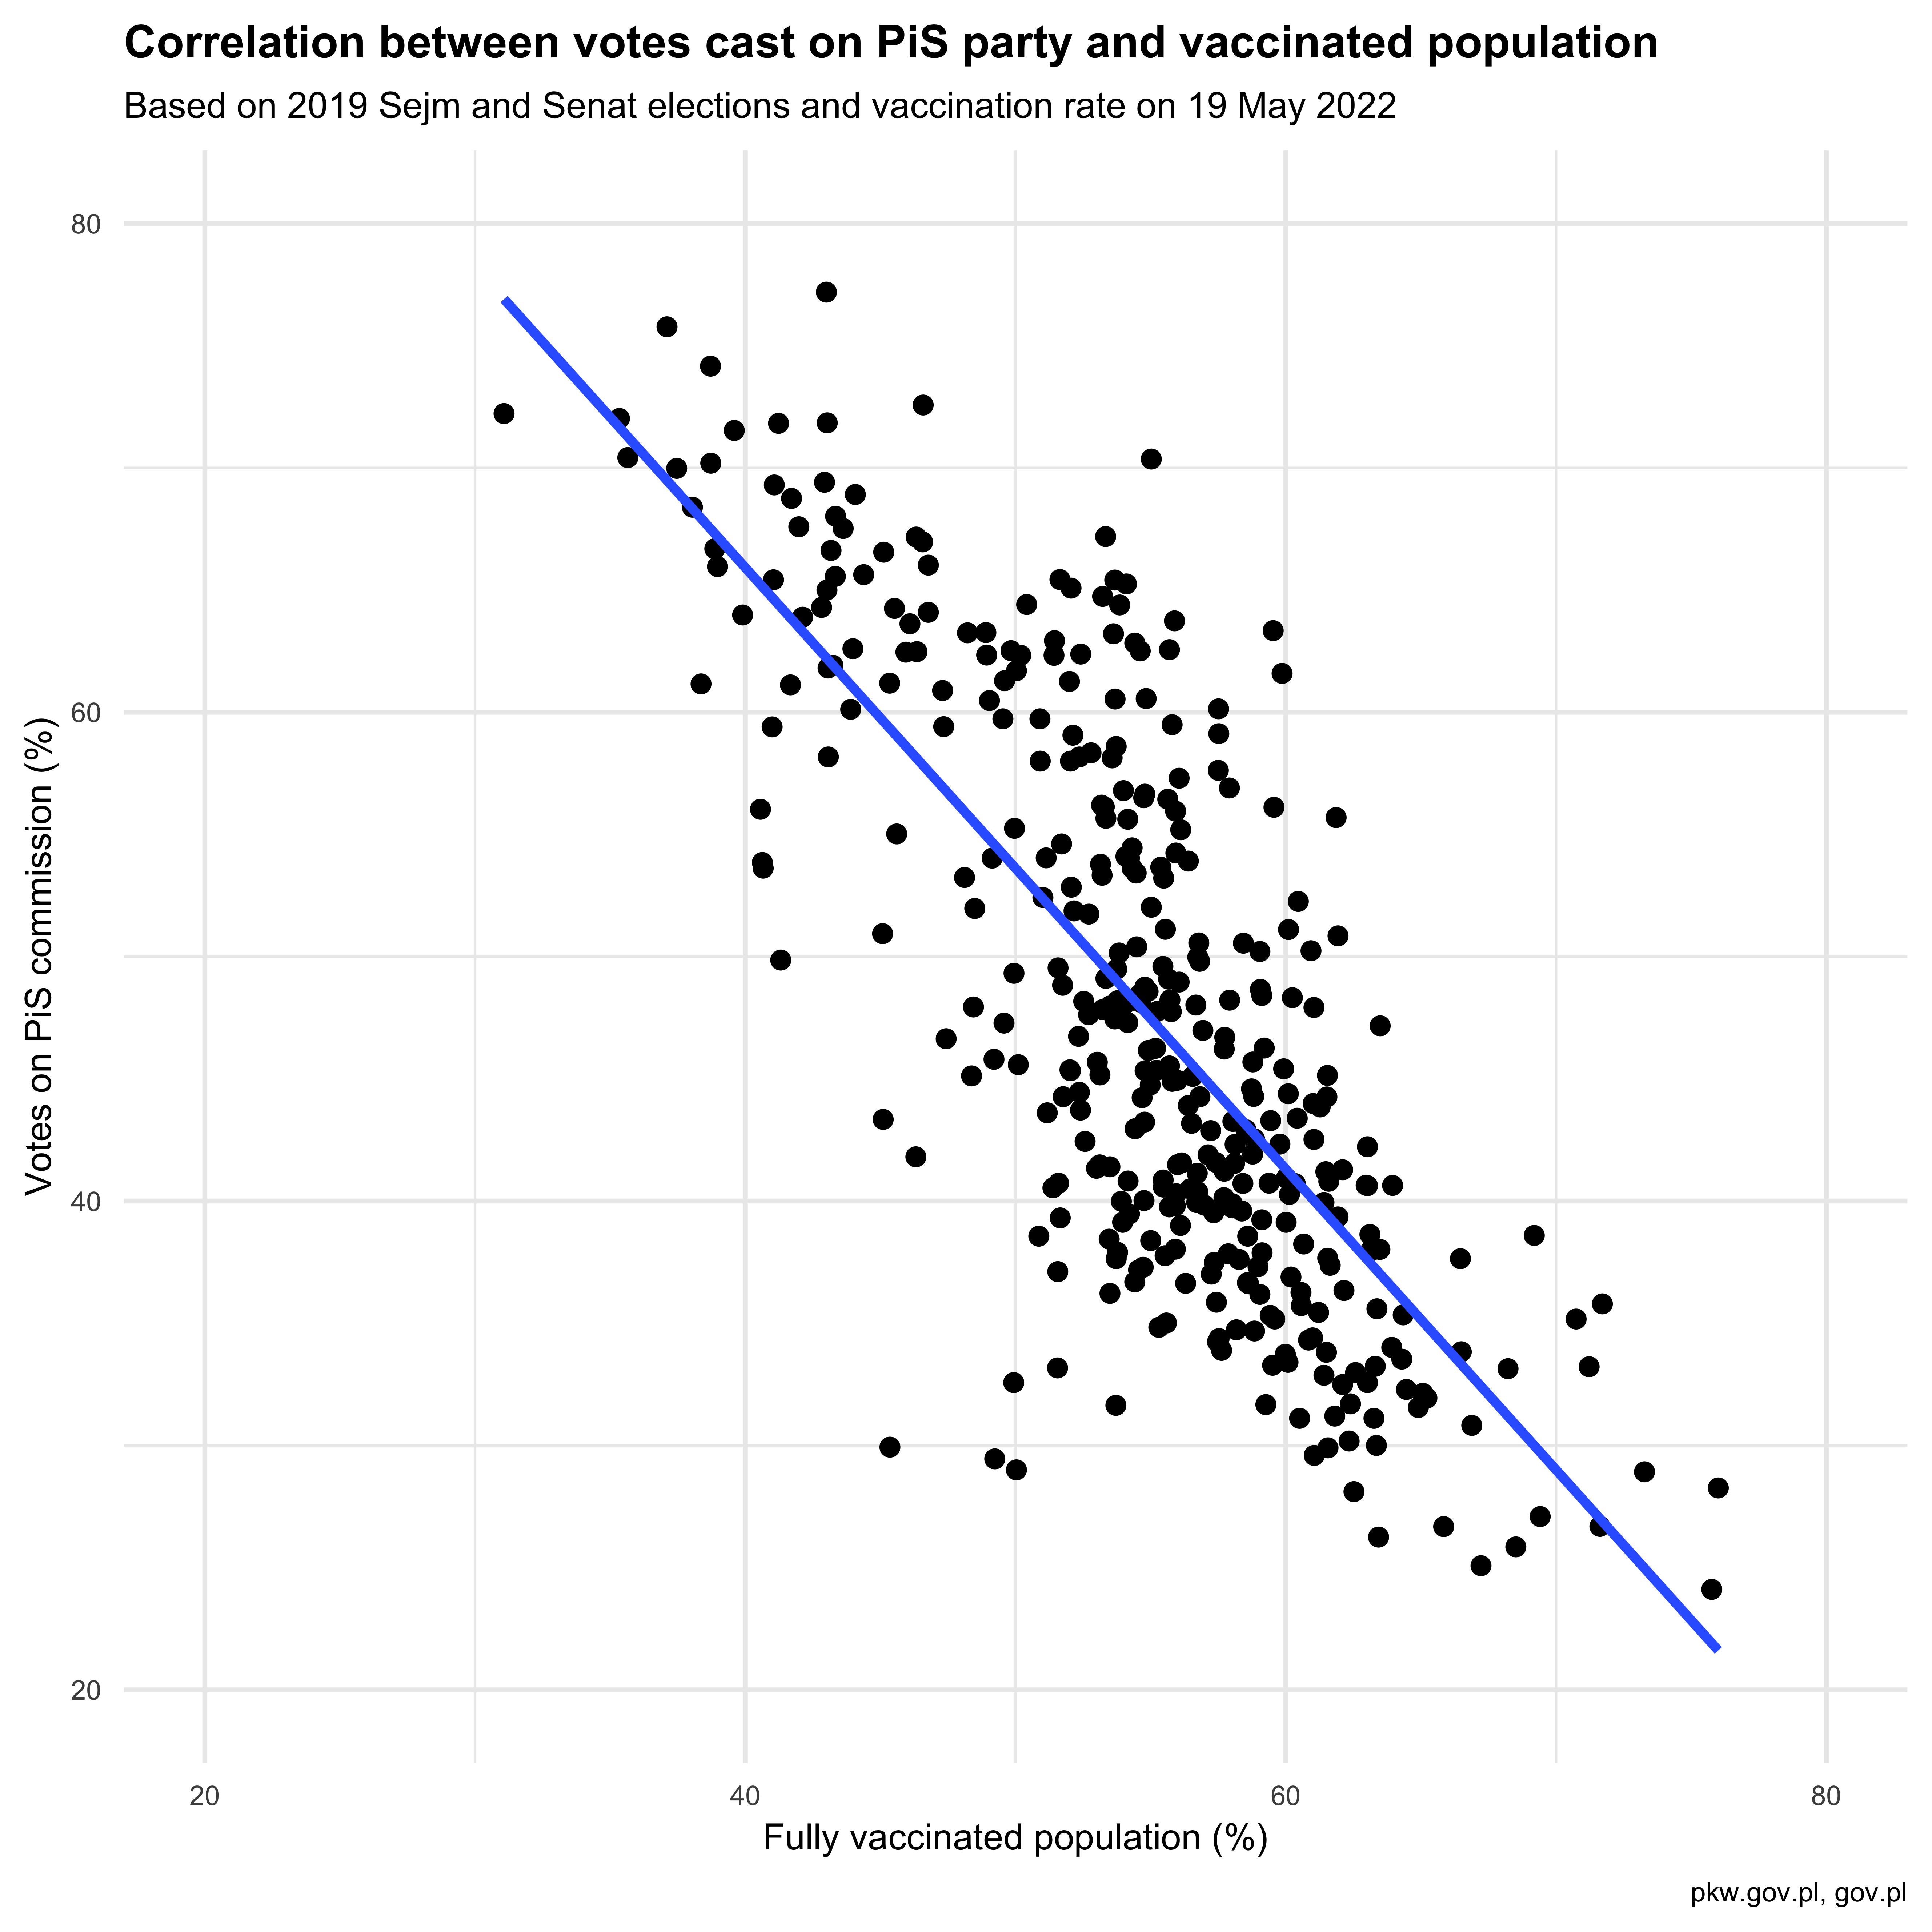 Correlation between votes cast on PiS party and vaccinated population
Based on 2019 Sejm and Senat elections and vaccination rate on 19 May 2022
Votes on PiS commission (%)
80
60
40
20
20
40
60
80
Fully vaccinated population (%)
pkw.gov.pl, gov.pl